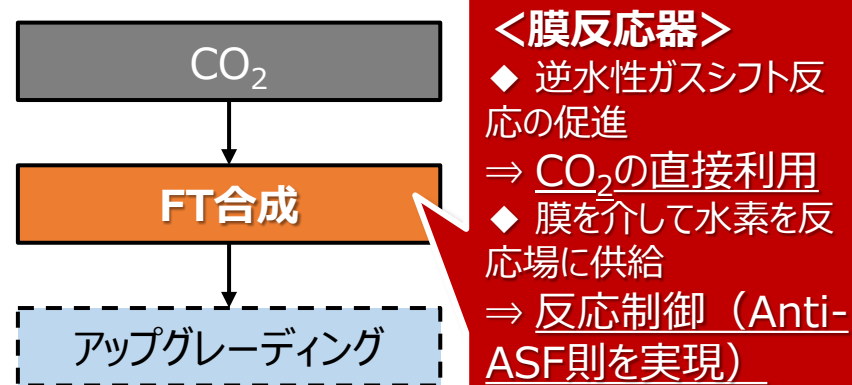 CO₂
FT合成
アップグレーディング
<膜反応器>
◆ 逆水性ガスシフト反
応の促進
⇒ CO₂の直接利用
◆ 膜を介して水素を反
応場に供給
⇒ 反応制御（Anti-
ASF則を実現）